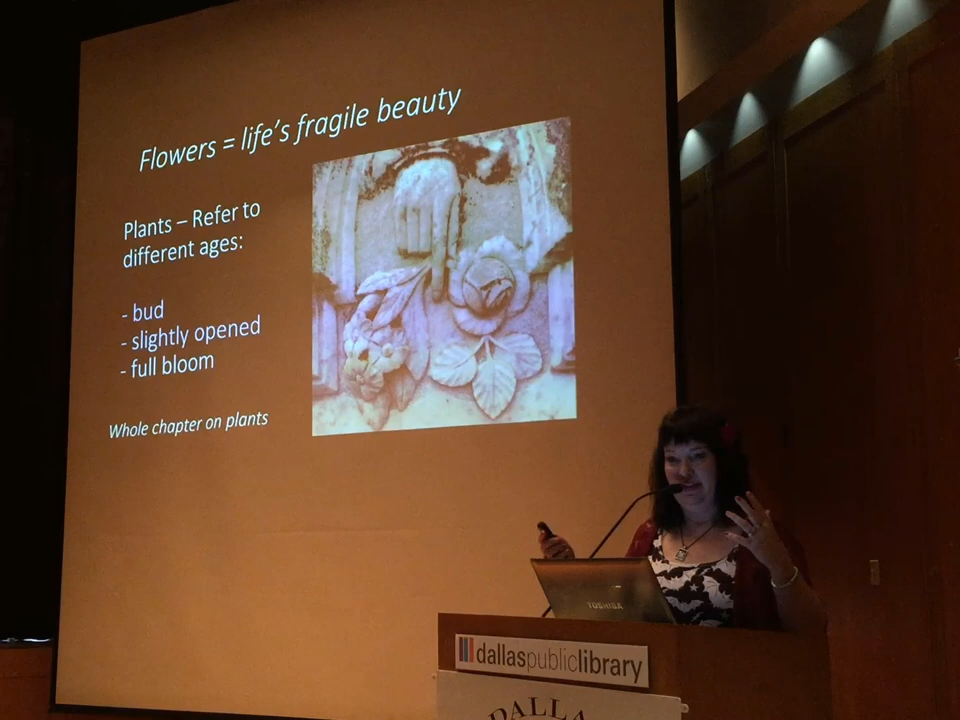 Flowers = life's fragile beauty
Plants – Refer to
different ages:
- bud
- slightly opened
- full bloom
Whole chapter on plants
TOSHIBA
dallaspubliclibrary